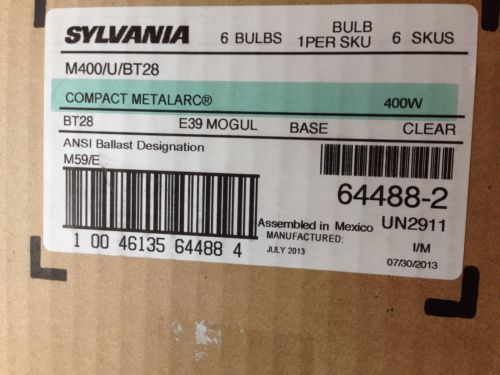 SYLVANIA 6 BULBS BULB 1PER SKU 6 SKUS
M400/U/BT28
COMPACT METALARC® 400W
BT28 E39 MOGUL BASE CLEAR
ANSI Ballast Designation
M59/E
64488-2
Assembled in Mexico UN2911
MANUFACTURED: I/M
JULY 2013 07/30/2013
1 00 46135 64488 4